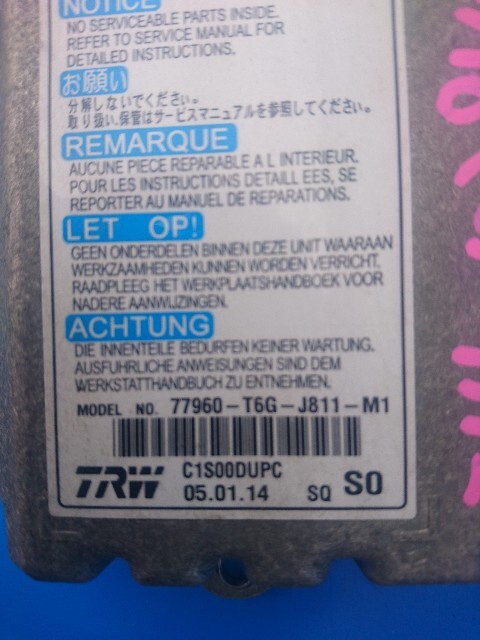 NOTICE
NO SERVICEABLE PARTS INSIDE.
REFER TO SERVICE MANUAL FOR
DETAILED INSTRUCTIONS.
お願い
分解しないでください。
取り扱い、保管はサービスマニュアルを参照してください。
REMARQUE
AUCUNE PIECE REPARABLE A L INTERIEUR.
POUR LES INSTRUCTIONS DETAILL EES, SE
REPORTER AU MANUEL DE REPARATIONS.
LET OP!
GEEN ONDERDELEN BINNEN DEZE UNIT WAARAAN
WERKZAAMHEDEN KUNNEN WORDEN VERRICHT.
RAADPLEEG HET WERKPLAATSHANDBOEK VOOR
NADERE AANWIJZINGEN.
ACHTUNG
DIE INNENTEILE BEDURFEN KEINER WARTUNG.
AUSFUHRLICHE ANWEISUNGEN SIND DEM
WERKSTATTHANDBUCH ZU ENTNEHMEN.
MODEL NO. 77960-T6G-J811-M1
TRW C1S00DUPC
05.01.14 SQ S0